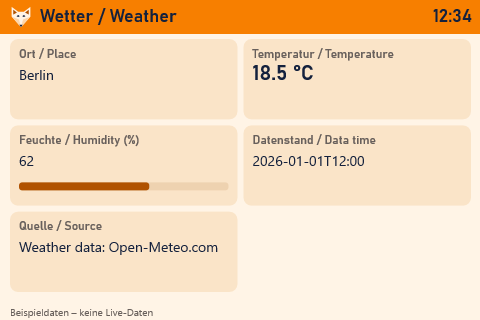 Wetter / Weather
12:34
Ort / Place
Berlin
Temperatur / Temperature
18.5 °C
Feuchte / Humidity (%)
62
Datenstand / Data time
2026-01-01T12:00
Quelle / Source
Weather data: Open-Meteo.com
Beispieldaten – keine Live-Daten